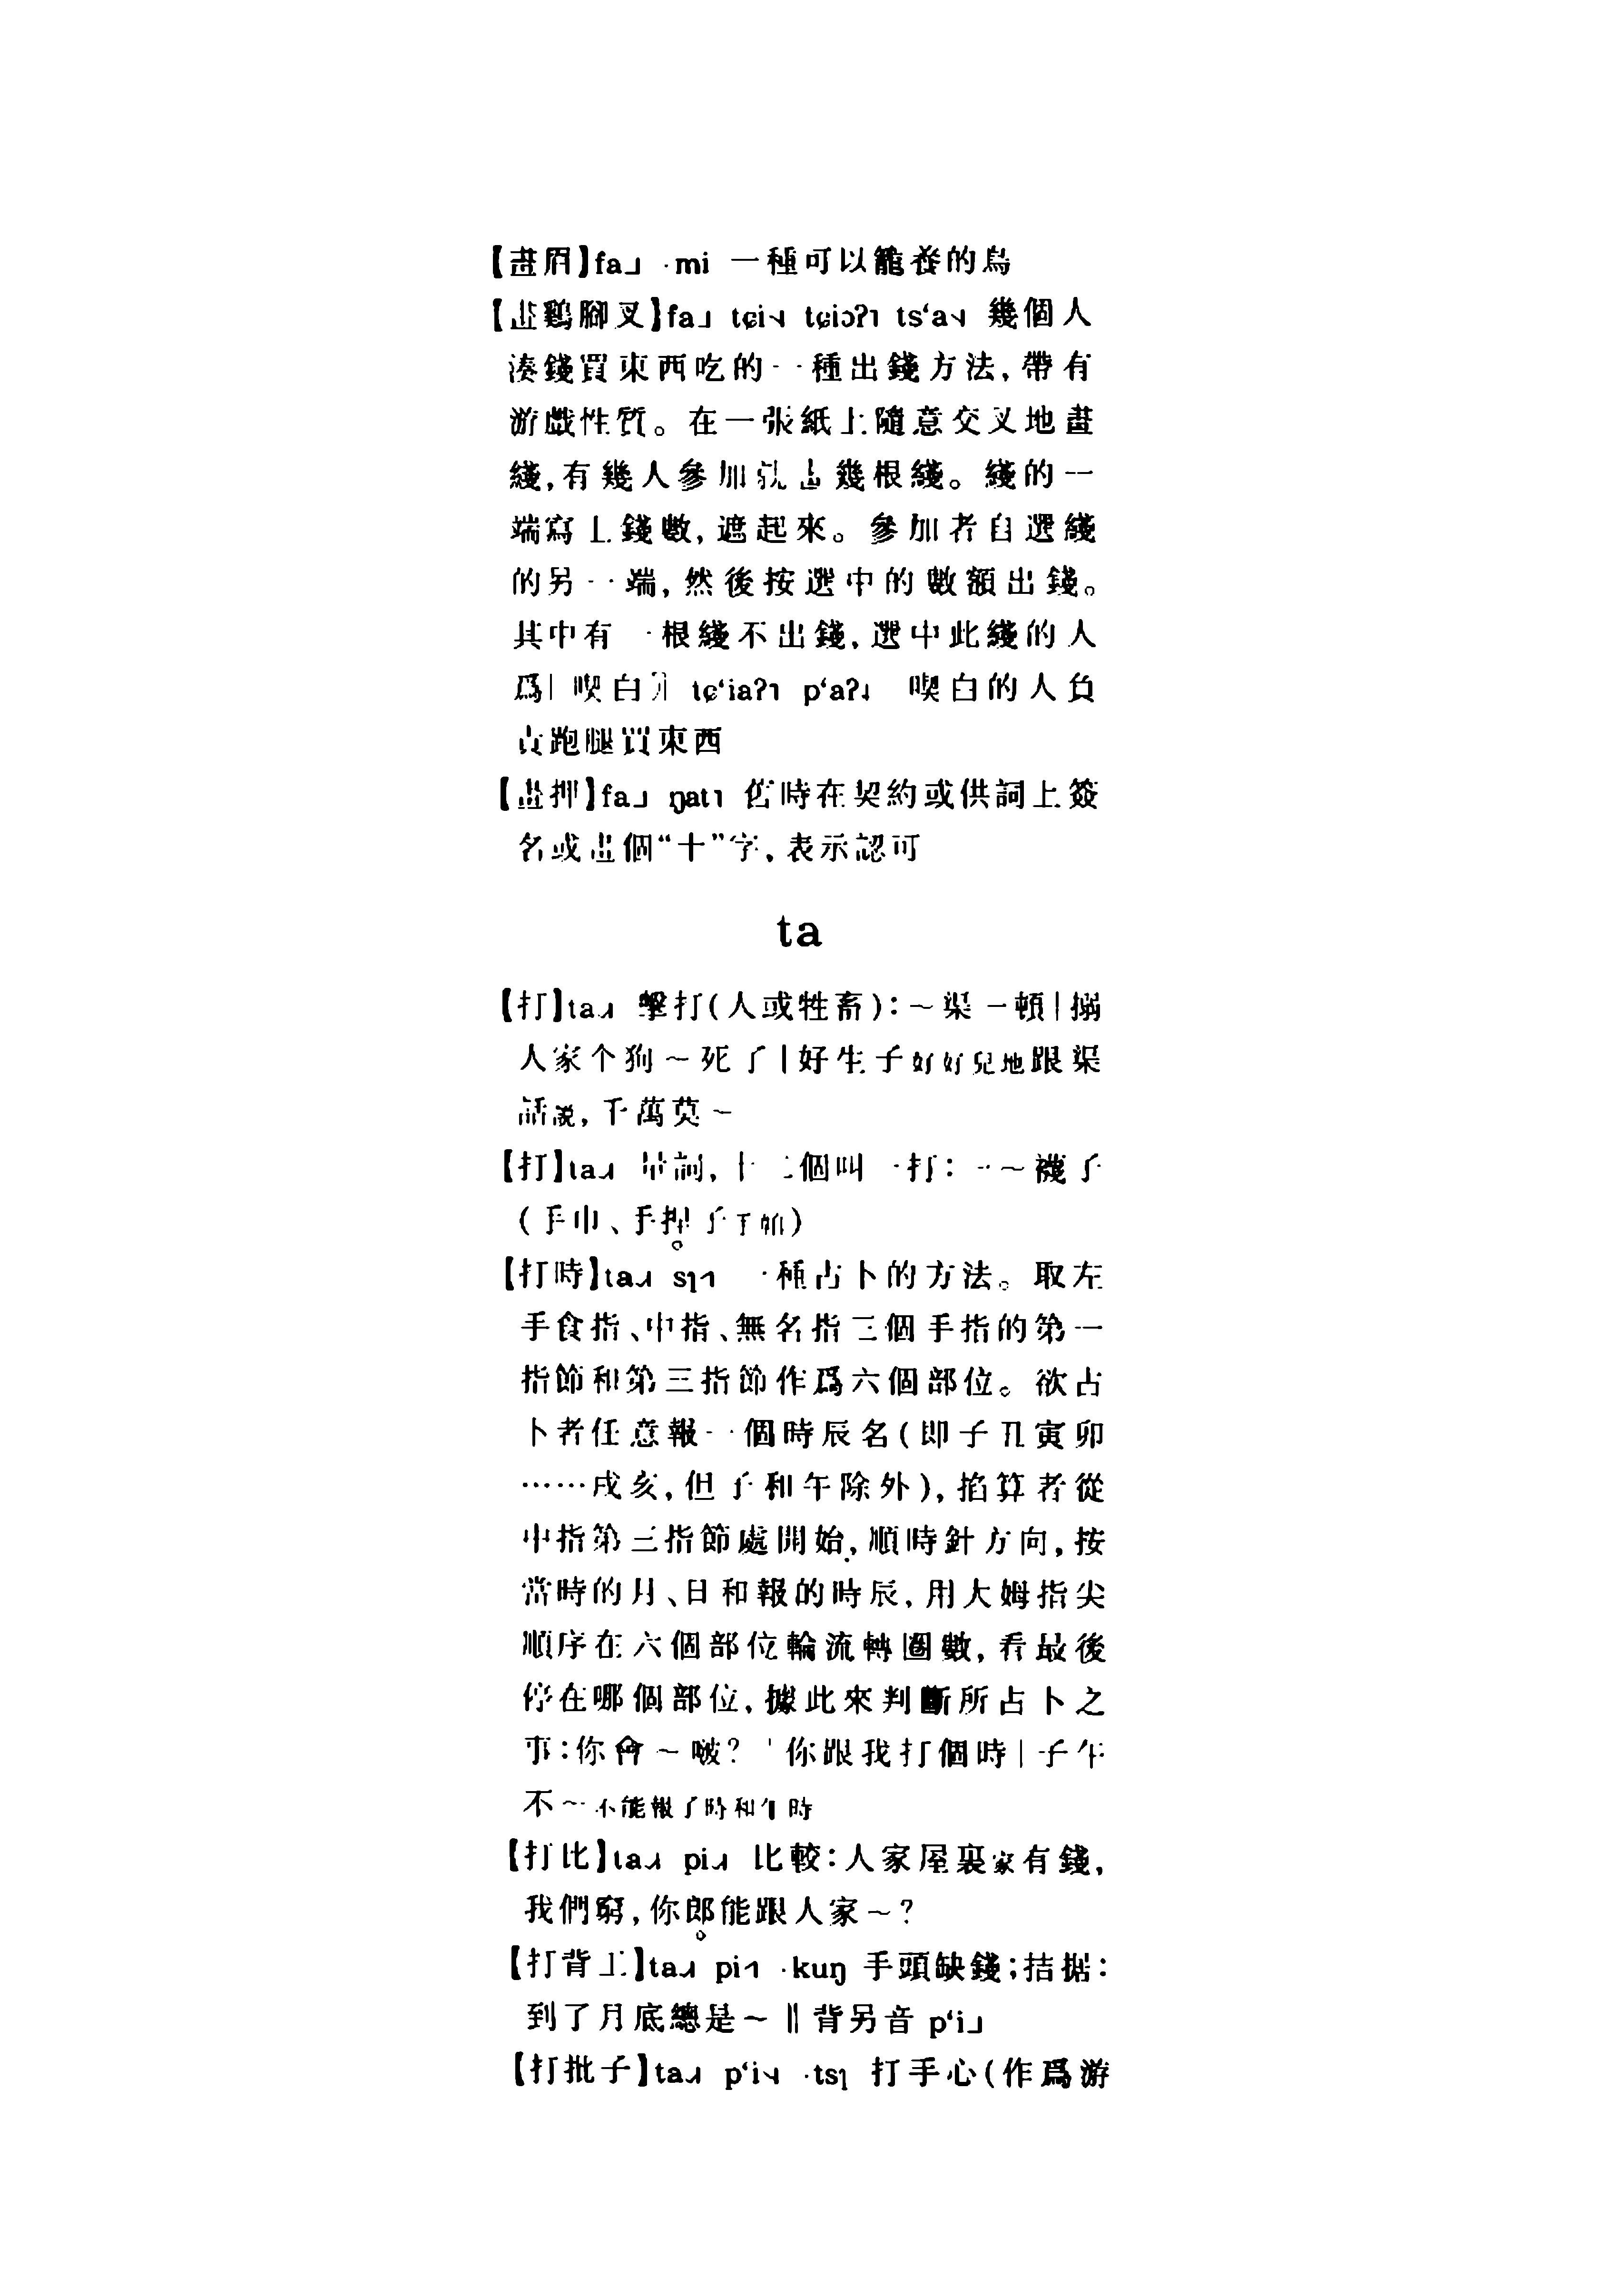 【畫眉】fa˩ ·mi 一種可以籠養的鳥
【畫鷄腳叉】fa˩ tɕi˧˨ tɕiɔʔ˥ ts‘a˧˨ 幾個人
湊錢買東西吃的一種出錢方法,帶有
游戲性質。在一張紙上隨意交叉地畫
綫,有幾人參加就畫幾根綫。綫的一
端寫上錢數,遮起來。參加者自選綫
的另一端,然後按選中的數額出錢。
其中有一根綫不出錢,選中此綫的人
爲[喫白] tɕ‘iaʔ˥ p‘aʔ˨ 喫白的人負
責跑腿買東西
【畫押】fa˩ ŋat˥ 舊時在契約或供詞上簽
名或畫個“十”字,表示認可
ta
【打】ta˨˩˧ 擊打(人或牲畜):～渠一頓|搦
人家个狗～死了|好生子好好兒地跟渠
話説,千萬莫～
【打】ta˨˩˧ 量詞,十二個叫一打:一～襪子
(手巾、手捏子手帕)
【打時】ta˨˩˧ sɿ˧˥ 一種占卜的方法。取左
手食指、中指、無名指三個手指的第一
指節和第三指節作爲六個部位。欲占
卜者任意報一個時辰名(即子丑寅卯
……戌亥,但子和午除外),掐算者從
中指第三指節處開始,順時針方向,按
當時的月、日和報的時辰,用大姆指尖
順序在六個部位輪流轉圈數,看最後
停在哪個部位,據此來判斷所占卜之
事:你會～啵?|你跟我打個時|子午
不～不能報子時和午時
【打比】ta˨˩˧ pi˨˩˧ 比較:人家屋裏家有錢,
我們窮,你郎能跟人家～?
【打背工】ta˨˩˧ pi˧˥ ·kuŋ 手頭缺錢;拮据:
到了月底總是～‖背另音 p‘i˩
【打批子】ta˨˩˧ p‘i˧˨ ·tsɿ 打手心(作爲游